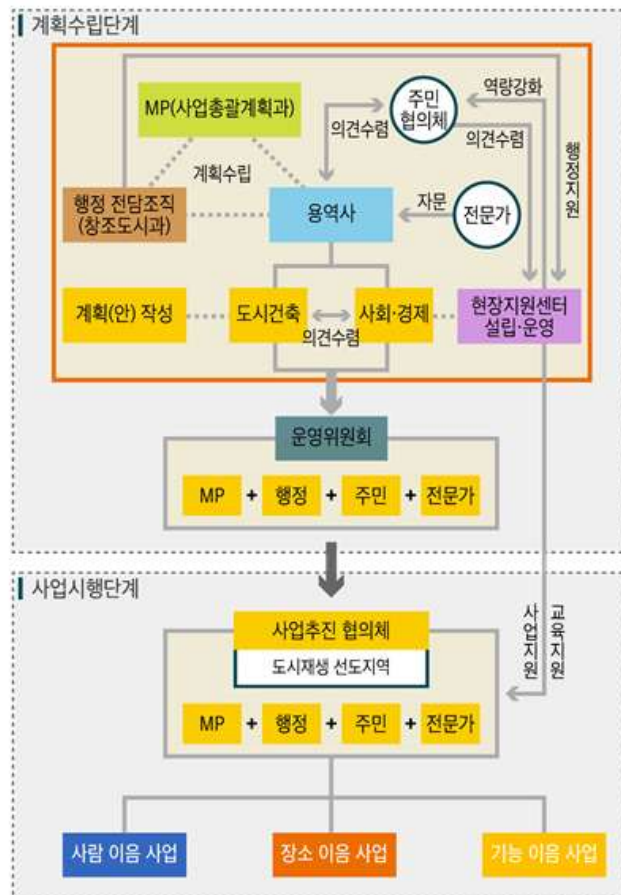 계획수립단계
MP(사업총괄계획과)
주민
협의체
역량강화
의견수렴
의견수렴
행정지원
계획수립
행정 전담조직
(창조도시과)
용역사
자문
전문가
계획(안) 작성
도시건축
의견수렴
사회·경제
현장지원센터
설립·운영
운영위원회
MP + 행정 + 주민 + 전문가
사업시행단계
사업추진 협의체
도시재생 선도지역
사업지원
교육지원
MP + 행정 + 주민 + 전문가
사람 이음 사업
장소 이음 사업
기능 이음 사업